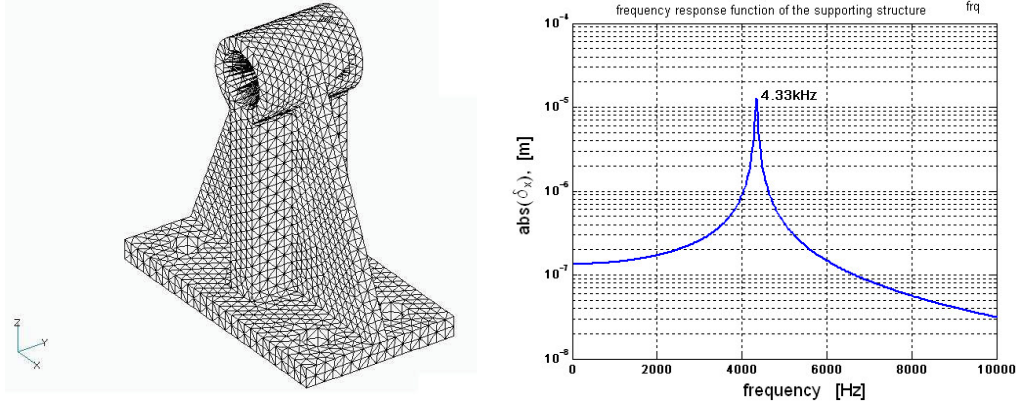 Z
Y
X
frequency response function of the supporting structure
frq
10⁻⁴
10⁻⁵
10⁻⁶
10⁻⁷
10⁻⁸
abs(δₓ), [m]
4.33kHz
0 2000 4000 6000 8000 10000
frequency [Hz]